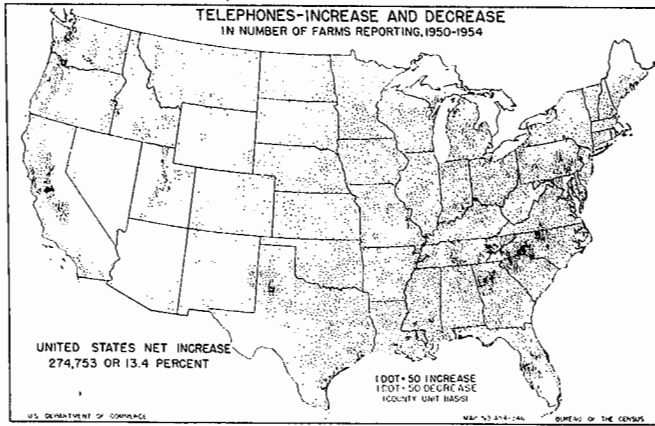 TELEPHONES-INCREASE AND DECREASE
IN NUMBER OF FARMS REPORTING, 1950-1954
UNITED STATES NET INCREASE
274,753 OR 13.4 PERCENT
1 DOT=50 INCREASE
1 DOT=50 DECREASE
(COUNTY UNIT BASIS)
U.S. DEPARTMENT OF COMMERCE
MAP NO.
BUREAU OF THE CENSUS